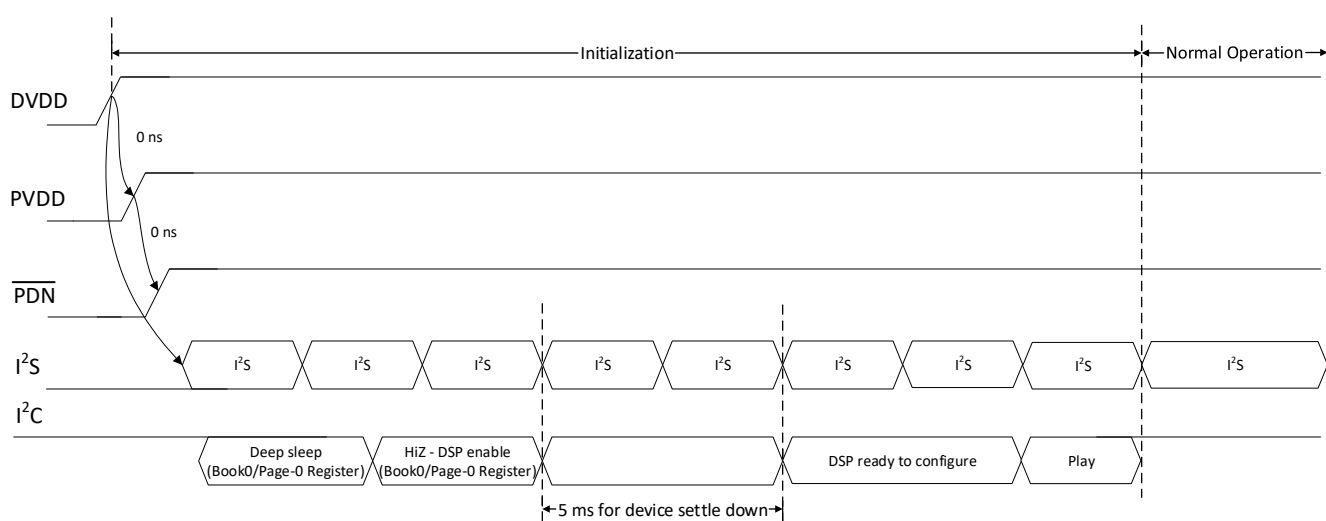 Initialization
Normal Operation
DVDD
0 ns
PVDD
0 ns
PDN
I²S
I²S I²S I²S I²S I²S I²S I²S I²S I²S
I²C
Deep sleep
(Book0/Page-0 Register)
HiZ - DSP enable
(Book0/Page-0 Register)
DSP ready to configure
Play
5 ms for device settle down